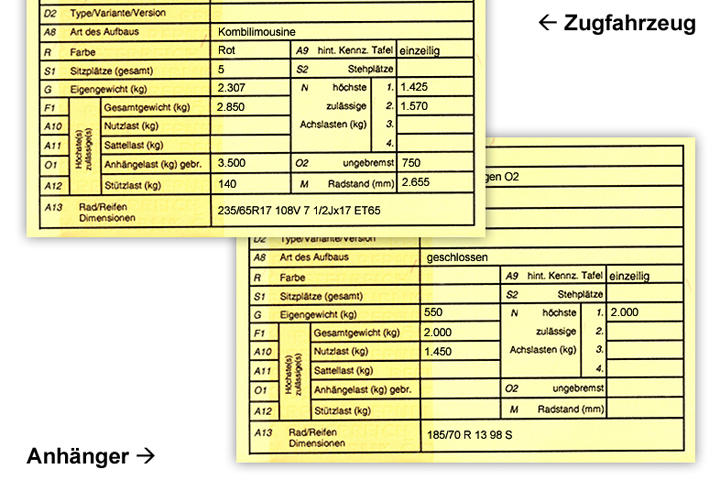 D2 Type/Variante/Version
A8 Art des Aufbaus Kombilimousine
R Farbe Rot A9 hint. Kennz. Tafel einzeilig
S1 Sitzplätze (gesamt) 5 S2 Stehplätze
G Eigengewicht (kg) 2.307 N höchste 1. 1.425
F1 Gesamtgewicht (kg) 2.850 zulässige 2. 1.570
A10 Nutzlast (kg) Achslasten (kg) 3.
A11 Sattellast (kg) 4.
Höchste(s) zulässige(s)
O1 Anhängelast (kg) gebr. 3.500 O2 ungebremst 750
A12 Stützlast (kg) 140 M Radstand (mm) 2.655
A13 Rad/Reifen
Dimensionen
235/65R17 108V 7 1/2Jx17 ET65
← Zugfahrzeug
gen O2
D2 Type/Variante/Version
A8 Art des Aufbaus geschlossen
R Farbe A9 hint. Kennz. Tafel einzeilig
S1 Sitzplätze (gesamt) S2 Stehplätze
G Eigengewicht (kg) 550 N höchste 1. 2.000
F1 Gesamtgewicht (kg) 2.000 zulässige 2.
A10 Nutzlast (kg) 1.450 Achslasten (kg) 3.
A11 Sattellast (kg) 4.
Höchste(s) zulässige(s)
O1 Anhängelast (kg) gebr. O2 ungebremst
A12 Stützlast (kg) M Radstand (mm)
A13 Rad/Reifen
Dimensionen
185/70 R 13 98 S
Anhänger →